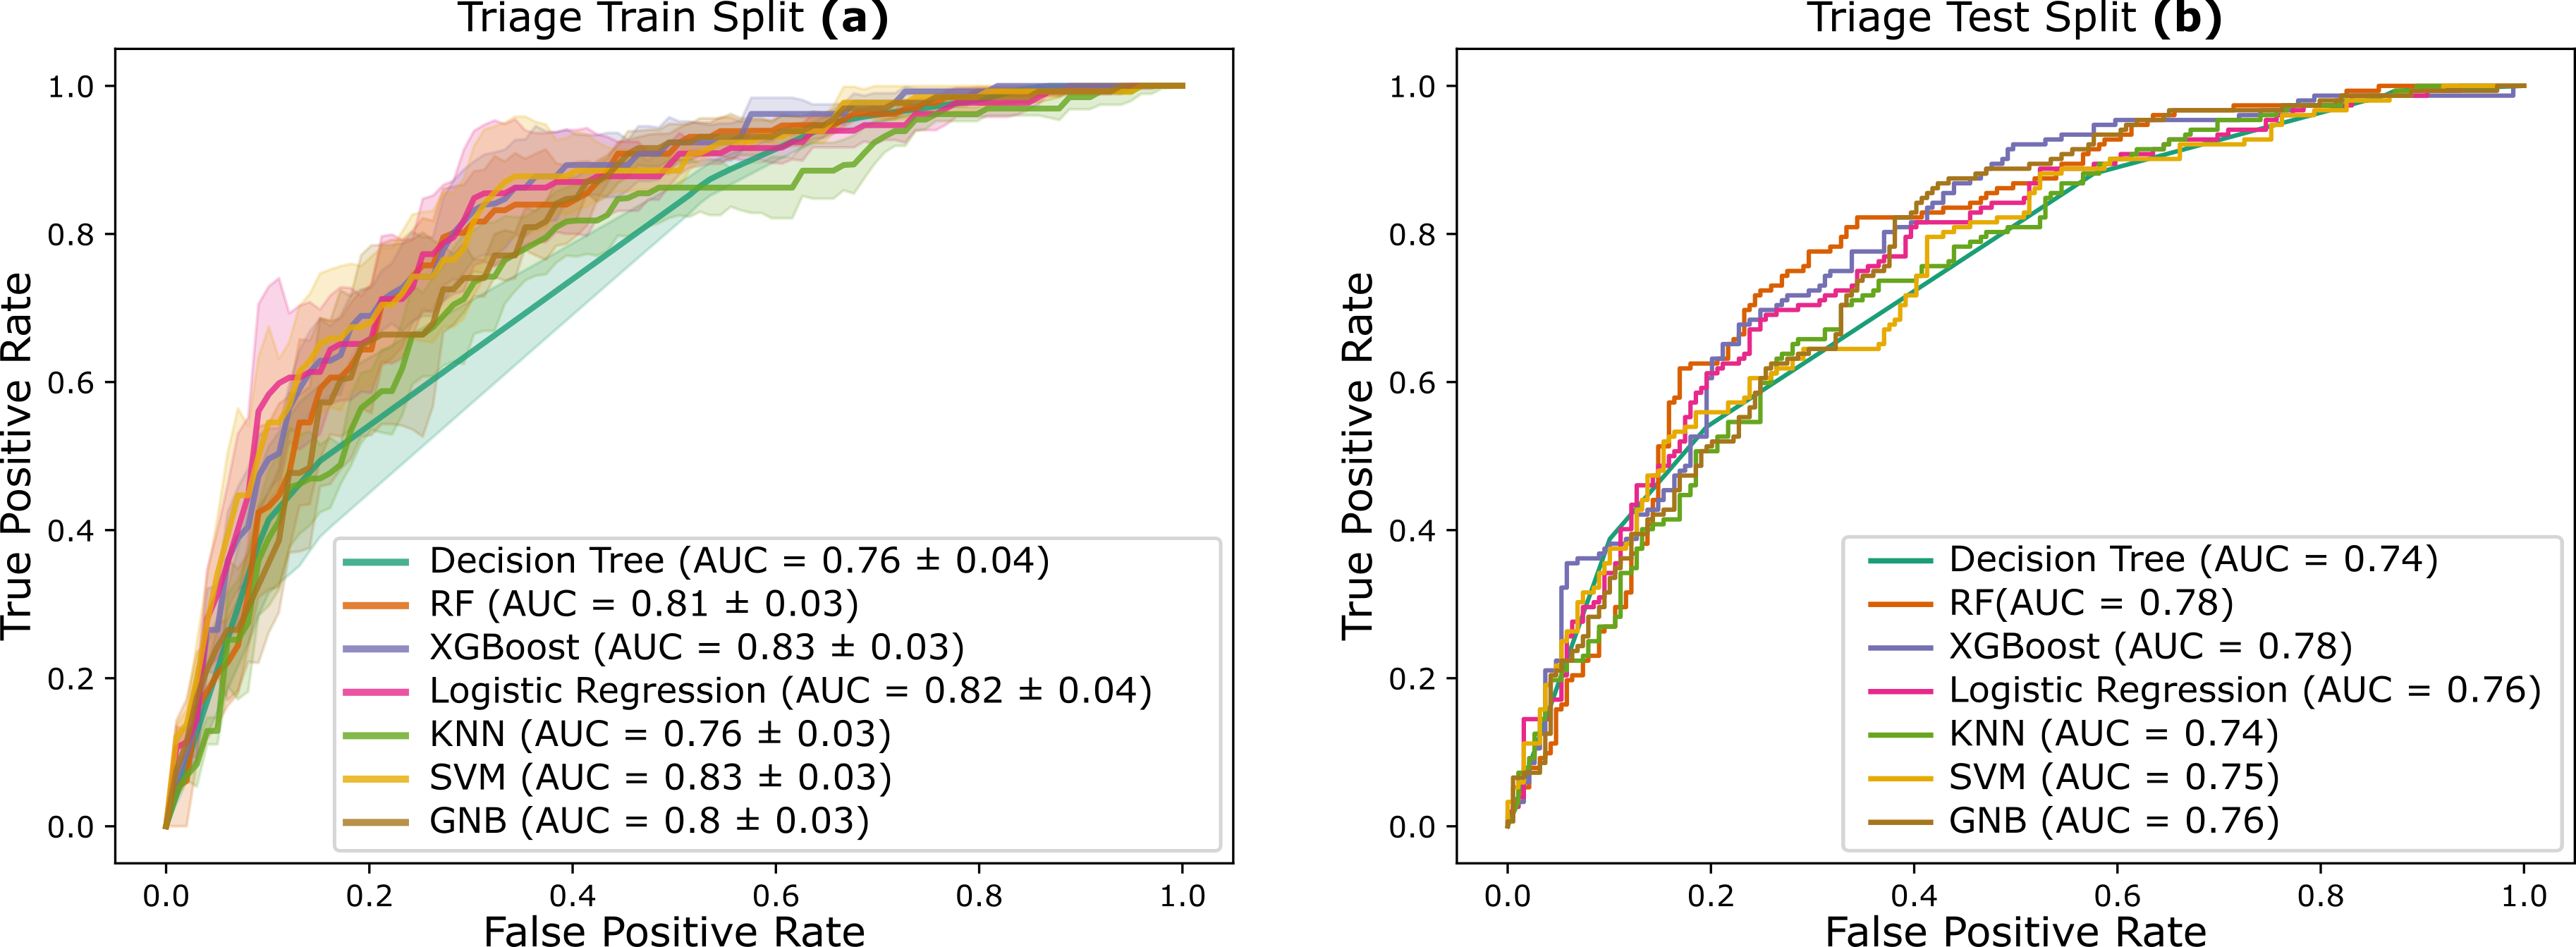 Triage Train Split (a)
True Positive Rate
1.0
0.8
0.6
0.4
0.2
0.0
Decision Tree (AUC = 0.76 ± 0.04)
RF (AUC = 0.81 ± 0.03)
XGBoost (AUC = 0.83 ± 0.03)
Logistic Regression (AUC = 0.82 ± 0.04)
KNN (AUC = 0.76 ± 0.03)
SVM (AUC = 0.83 ± 0.03)
GNB (AUC = 0.8 ± 0.03)
0.0 0.2 0.4 0.6 0.8 1.0
False Positive Rate
Triage Test Split (b)
True Positive Rate
1.0
0.8
0.6
0.4
0.2
0.0
Decision Tree (AUC = 0.74)
RF(AUC = 0.78)
XGBoost (AUC = 0.78)
Logistic Regression (AUC = 0.76)
KNN (AUC = 0.74)
SVM (AUC = 0.75)
GNB (AUC = 0.76)
0.0 0.2 0.4 0.6 0.8 1.0
False Positive Rate